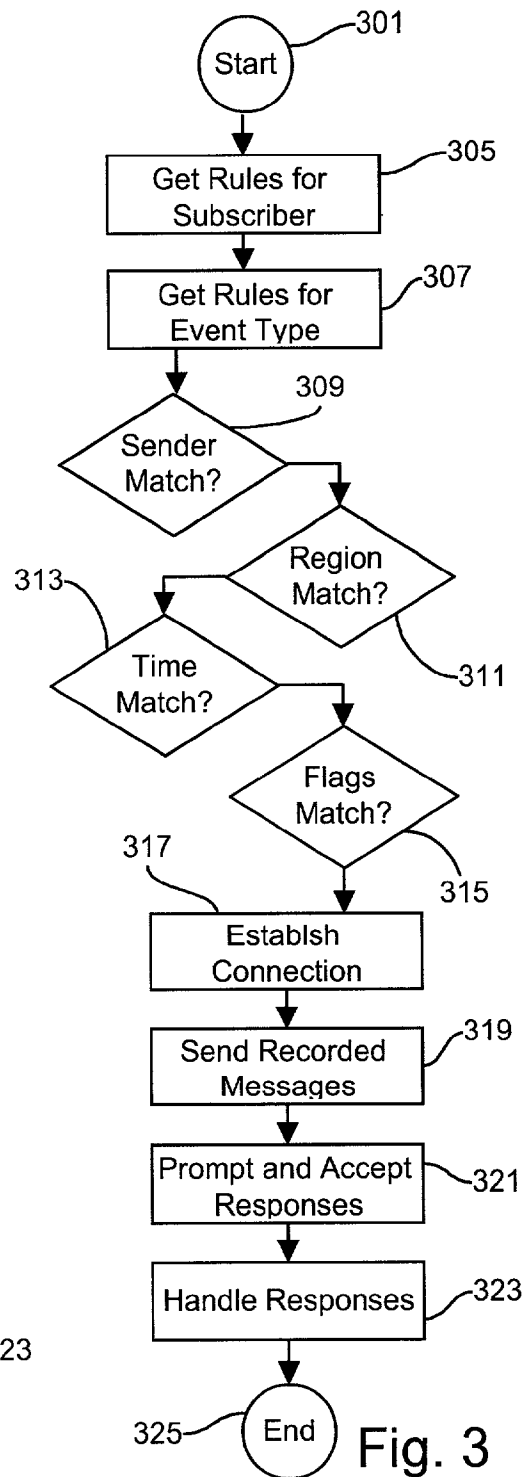 301
Start
305
Get Rules for
Subscriber
307
Get Rules for
Event Type
309
Sender
Match?
Region
Match?
311
313
Time
Match?
Flags
Match?
315
317
Establsh
Connection
319
Send Recorded
Messages
321
Prompt and Accept
Responses
Handle Responses
323
23
325
End
Fig. 3